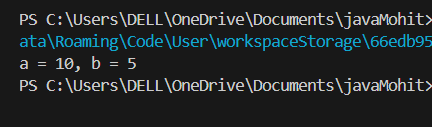 PS C:\Users\DELL\OneDrive\Documents\javaMohit>
ata\Roaming\Code\User\workspaceStorage\66edb95
a = 10, b = 5
PS C:\Users\DELL\OneDrive\Documents\javaMohit>